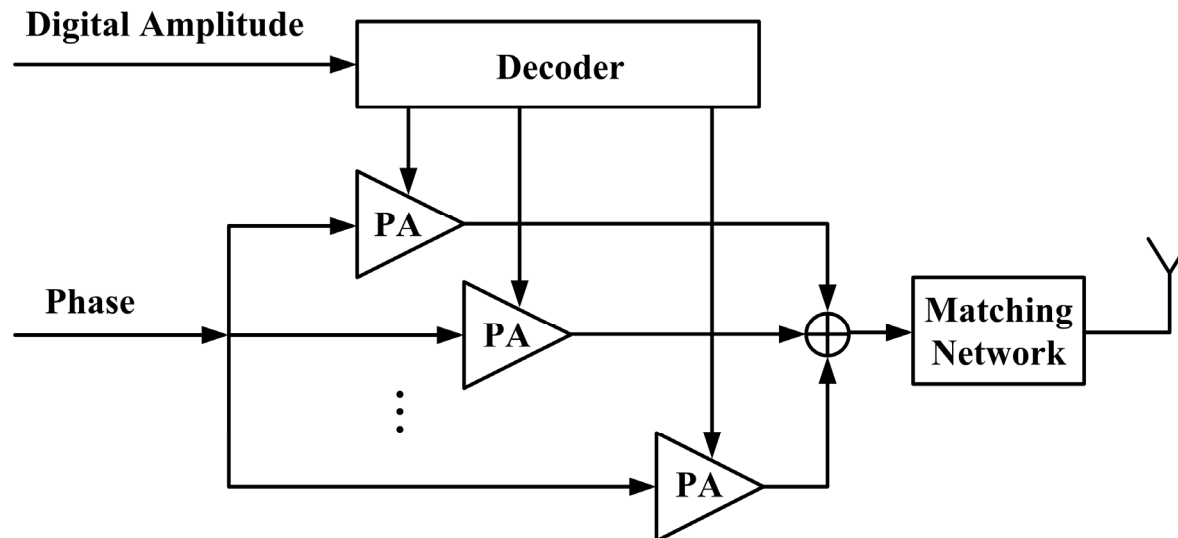 Digital Amplitude
Decoder
PA
Phase
PA
Matching
Network
PA